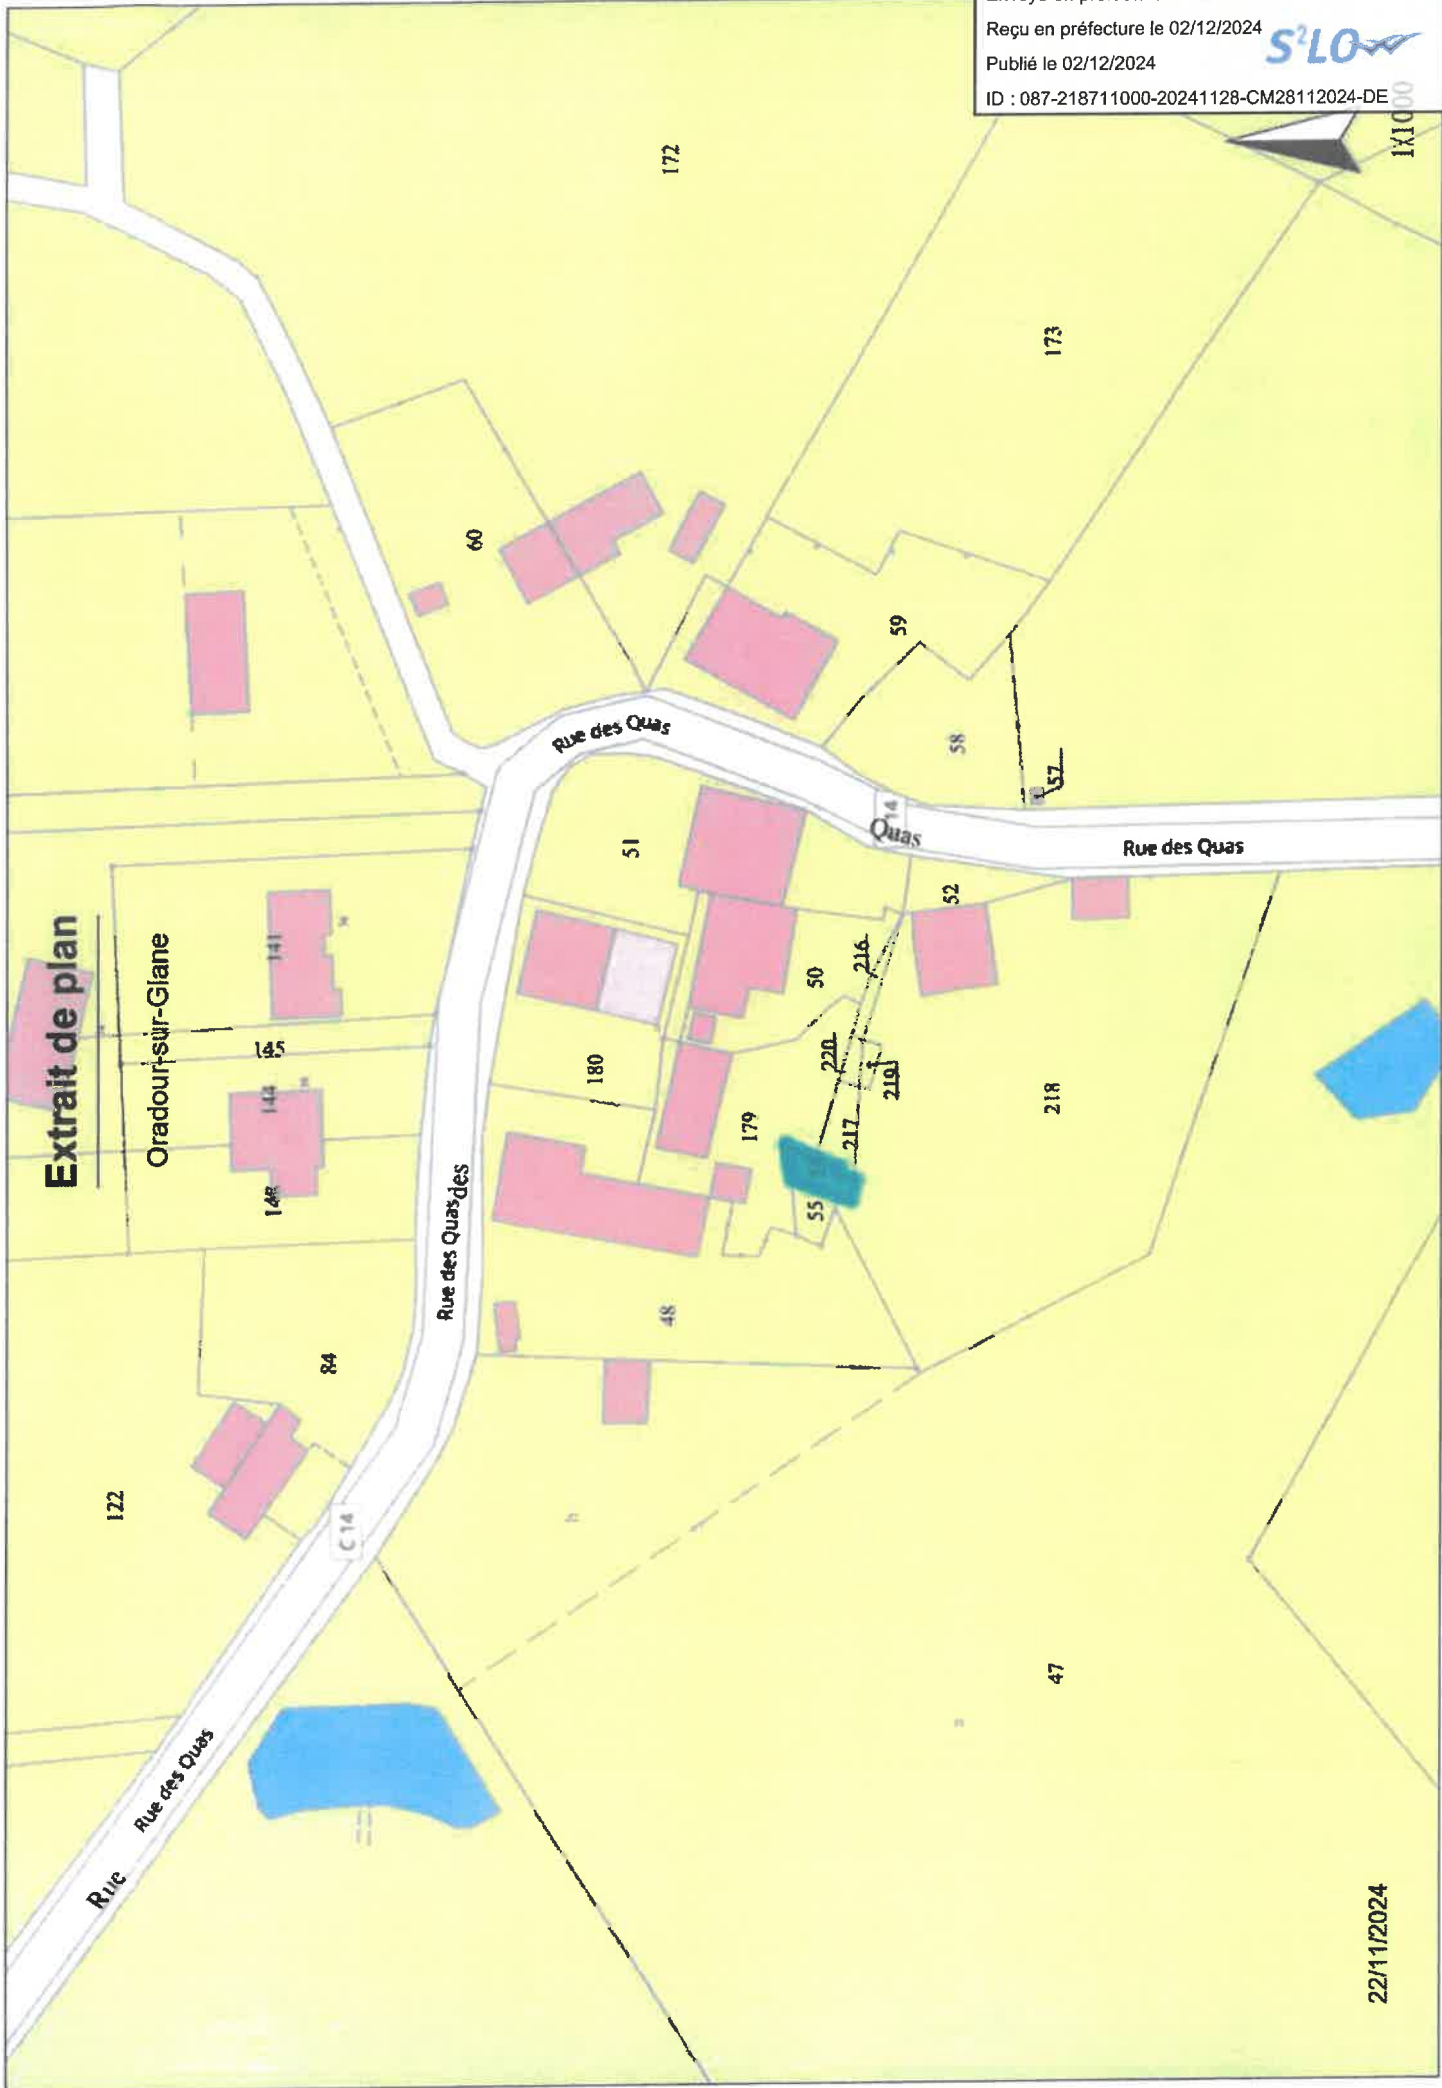 Reçu en préfecture le 02/12/2024
S²LO
Publié le 02/12/2024
ID : 087-218711000-20241128-CM28112024-DE
Extrait de plan
Oradour-sur-Glane
172
173
60
59
58
57
51
14
Quas
Rue des Quas
Rue des Quas
52
50
216
220
219
217
218
141
145
144
180
179
55
48
Rue des Quas
des
84
122
C 14
h
47
Rue des Quas
Rue
22/11/2024